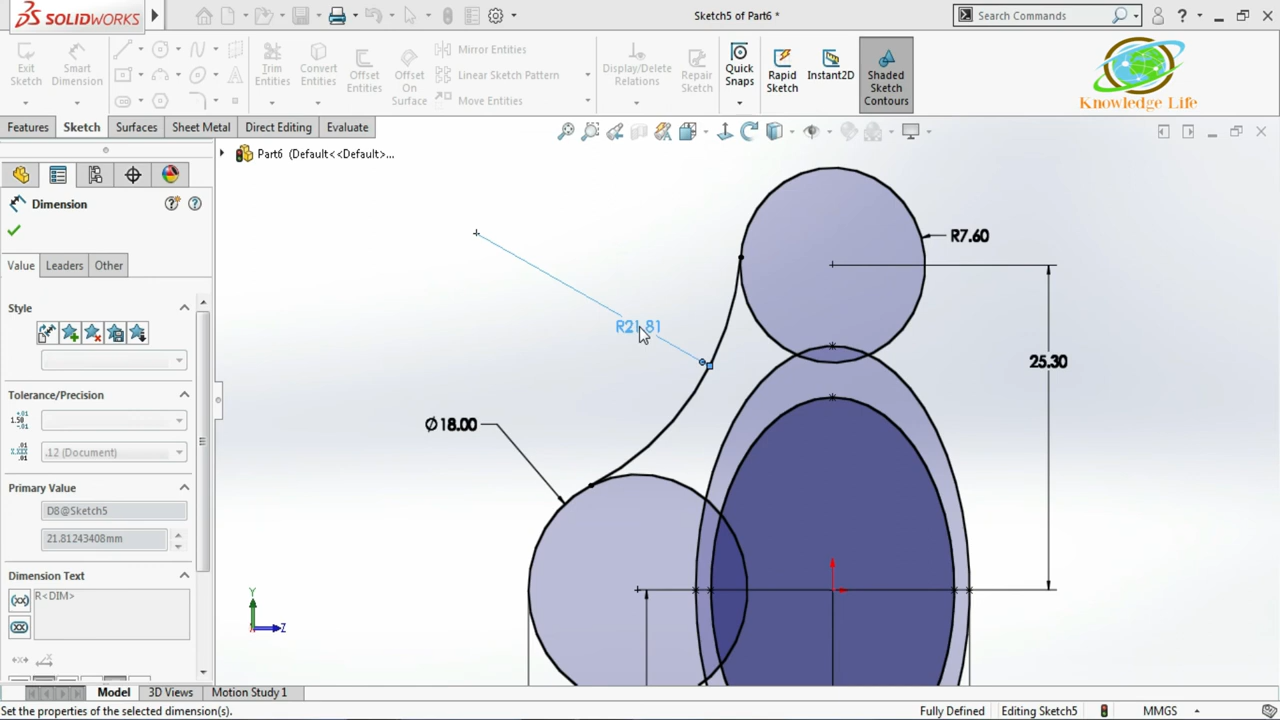 SOLIDWORKS
Sketch5 of Part6 *
Search Commands
?
Exit
Sketch
Smart
Dimension
Trim
Entities
Convert
Entities
Offset
Entities
Offset
On
Surface
Mirror Entities
Linear Sketch Pattern
Move Entities
Display/Delete
Relations
Repair
Sketch
Quick
Snaps
Rapid
Sketch
Instant2D
Shaded
Sketch
Contours
Knowledge Life
Features
Sketch
Surfaces
Sheet Metal
Direct Editing
Evaluate
Part6 (Default<<Default>...
Dimension
Value
Leaders
Other
Style
Tolerance/Precision
.12 (Document)
Primary Value
D8@Sketch5
21.81243408mm
Dimension Text
R<DIM>
R7.60
R21.81
25.30
Ø18.00
Y
Z
Model
3D Views
Motion Study 1
Set the properties of the selected dimension(s).
Fully Defined
Editing Sketch5
MMGS